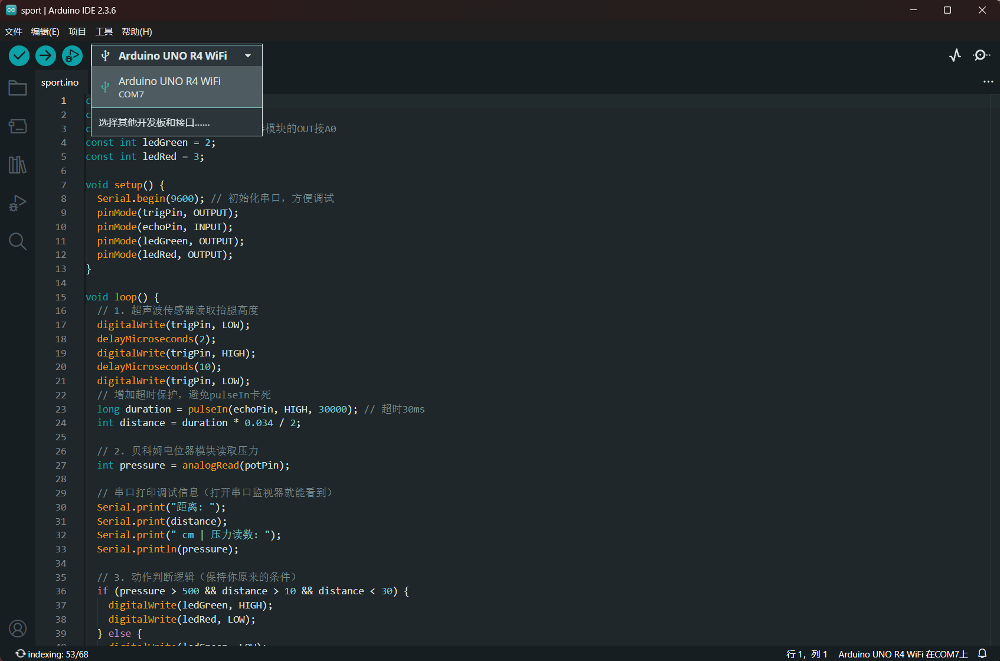 sport | Arduino IDE 2.3.6
文件 编辑(E) 项目 工具 帮助(H)
Arduino UNO R4 WiFi
Arduino UNO R4 WiFi
COM7
选择其他开发板和接口......
sport.ino
1 c
2 c
3 c 模块的OUT接A0
4 const int ledGreen = 2;
5 const int ledRed = 3;
6
7 void setup() {
8 Serial.begin(9600); // 初始化串口，方便调试
9 pinMode(trigPin, OUTPUT);
10 pinMode(echoPin, INPUT);
11 pinMode(ledGreen, OUTPUT);
12 pinMode(ledRed, OUTPUT);
13 }
14
15 void loop() {
16 // 1. 超声波传感器读取抬腿高度
17 digitalWrite(trigPin, LOW);
18 delayMicroseconds(2);
19 digitalWrite(trigPin, HIGH);
20 delayMicroseconds(10);
21 digitalWrite(trigPin, LOW);
22 // 增加超时保护，避免pulseIn卡死
23 long duration = pulseIn(echoPin, HIGH, 30000); // 超时30ms
24 int distance = duration * 0.034 / 2;
25
26 // 2. 贝科姆电位器模块读取压力
27 int pressure = analogRead(potPin);
28
29 // 串口打印调试信息（打开串口监视器就能看到）
30 Serial.print("距离: ");
31 Serial.print(distance);
32 Serial.print(" cm | 压力读数: ");
33 Serial.println(pressure);
34
35 // 3. 动作判断逻辑（保持你原来的条件）
36 if (pressure > 500 && distance > 10 && distance < 30) {
37 digitalWrite(ledGreen, HIGH);
38 digitalWrite(ledRed, LOW);
39 } else {
40 digitalWrite(ledGreen, LOW);
indexing: 53/68
行 1，列 1 Arduino UNO R4 WiFi 在COM7上